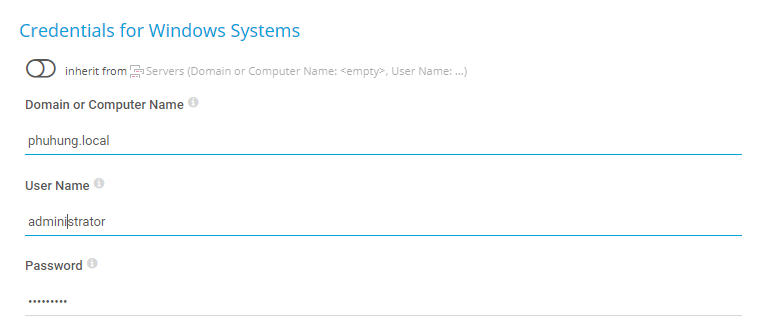 Credentials for Windows Systems
inherit from Servers (Domain or Computer Name: <empty>, User Name: ...)
Domain or Computer Name
phuhung.local
User Name
administrator
Password
•••••••••